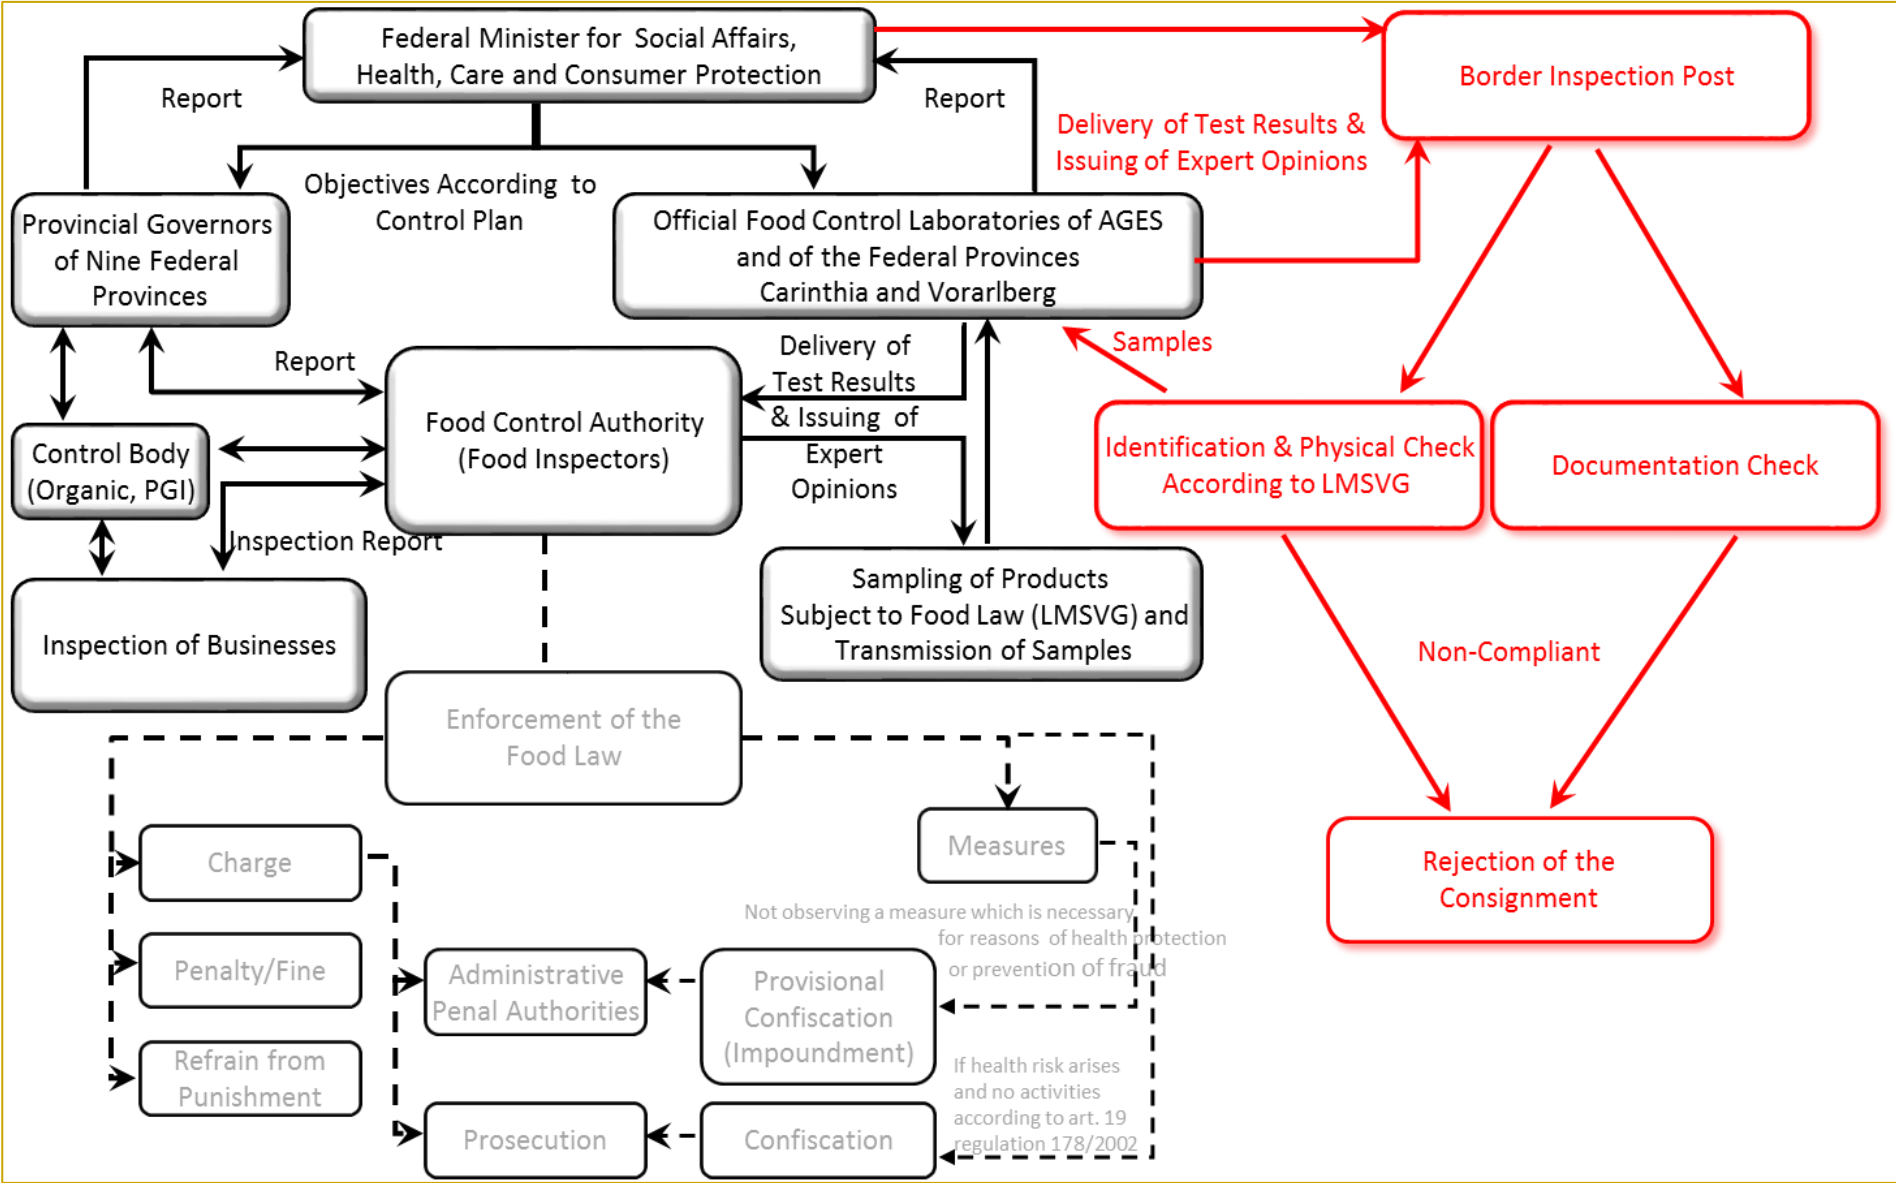 Federal Minister for Social Affairs,
Health, Care and Consumer Protection
Border Inspection Post
Report
Report
Delivery of Test Results &
Issuing of Expert Opinions
Objectives According to
Control Plan
Provincial Governors
of Nine Federal
Provinces
Official Food Control Laboratories of AGES
and of the Federal Provinces
Carinthia and Vorarlberg
Samples
Report
Delivery of
Test Results
& Issuing of
Expert
Opinions
Food Control Authority
(Food Inspectors)
Control Body
(Organic, PGI)
Identification & Physical Check
According to LMSVG
Documentation Check
Inspection Report
Inspection of Businesses
Sampling of Products
Subject to Food Law (LMSVG) and
Transmission of Samples
Non-Compliant
Enforcement of the
Food Law
Charge
Measures
Rejection of the
Consignment
Not observing a measure which is necessary
for reasons of health protection
or prevention of fraud
Penalty/Fine
Administrative
Penal Authorities
Provisional
Confiscation
(Impoundment)
Refrain from
Punishment
If health risk arises
and no activities
according to art. 19
regulation 178/2002
Prosecution
Confiscation